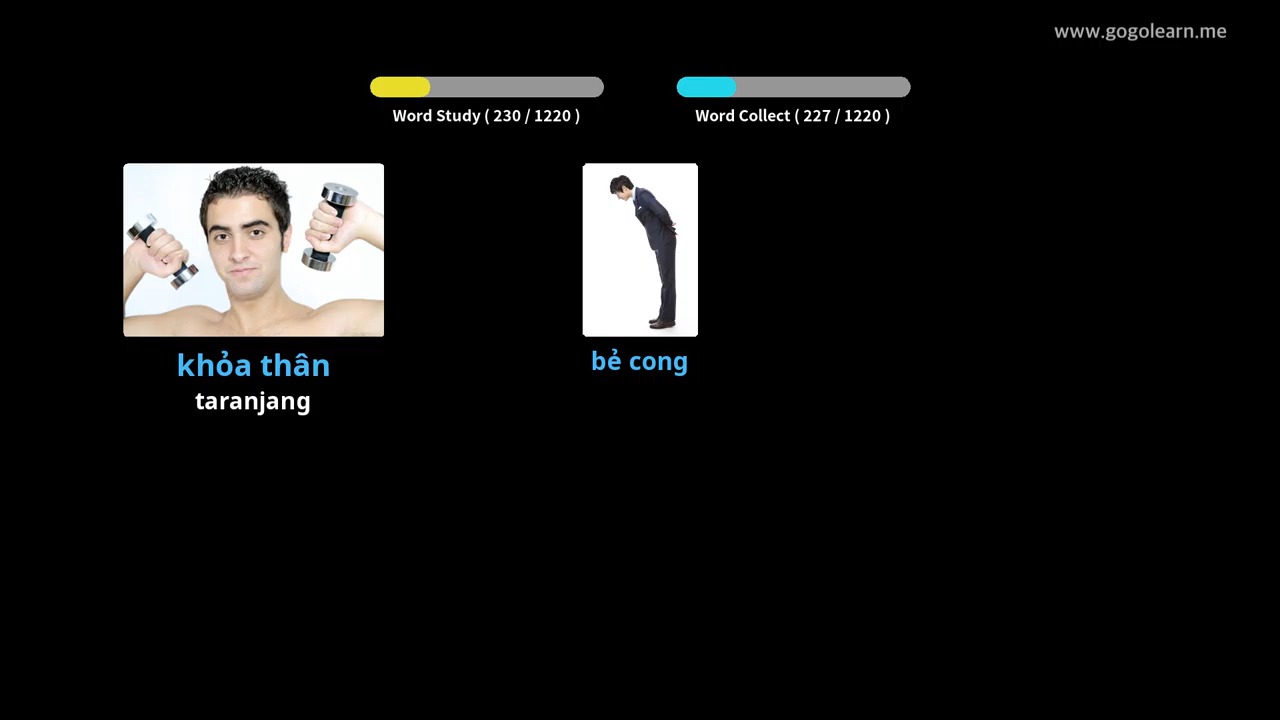 www.gogolearn.me
Word Study ( 230 / 1220 )
Word Collect ( 227 / 1220 )
khỏa thân
taranjang
bẻ cong